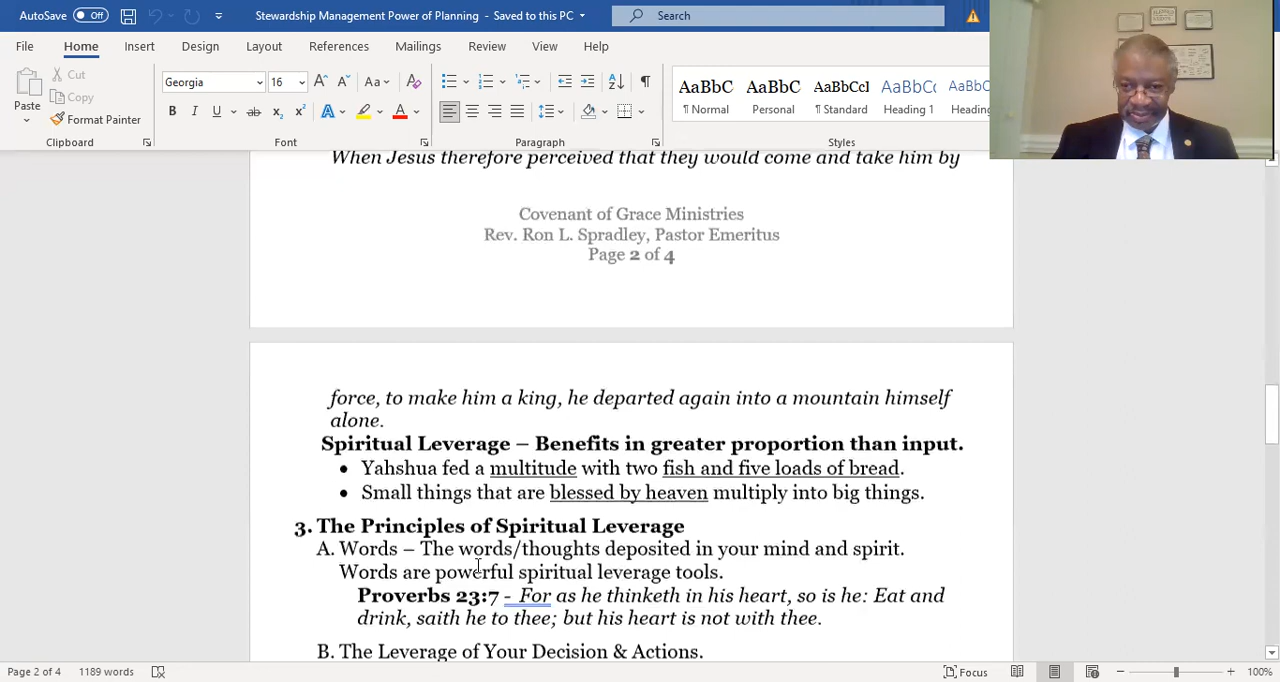 AutoSave Off Stewardship Management Power of Planning - Saved to this PC Search
File Home Insert Design Layout References Mailings Review View Help
Paste Cut Copy Format Painter
Georgia 16 Aa
AaBbC AaBbC AaBbCcI AaBbC AaBbC
¶ Normal Personal ¶ Standard Heading 1 Heading
Clipboard Font Paragraph Styles
When Jesus therefore perceived that they would come and take him by
Covenant of Grace Ministries
Rev. Ron L. Spradley, Pastor Emeritus
Page 2 of 4
force, to make him a king, he departed again into a mountain himself
alone.
Spiritual Leverage – Benefits in greater proportion than input.
• Yahshua fed a multitude with two fish and five loads of bread.
• Small things that are blessed by heaven multiply into big things.
3. The Principles of Spiritual Leverage
A. Words – The words/thoughts deposited in your mind and spirit.
Words are powerful spiritual leverage tools.
Proverbs 23:7 - For as he thinketh in his heart, so is he: Eat and
drink, saith he to thee; but his heart is not with thee.
B. The Leverage of Your Decision & Actions.
Page 2 of 4 1189 words Focus 100%